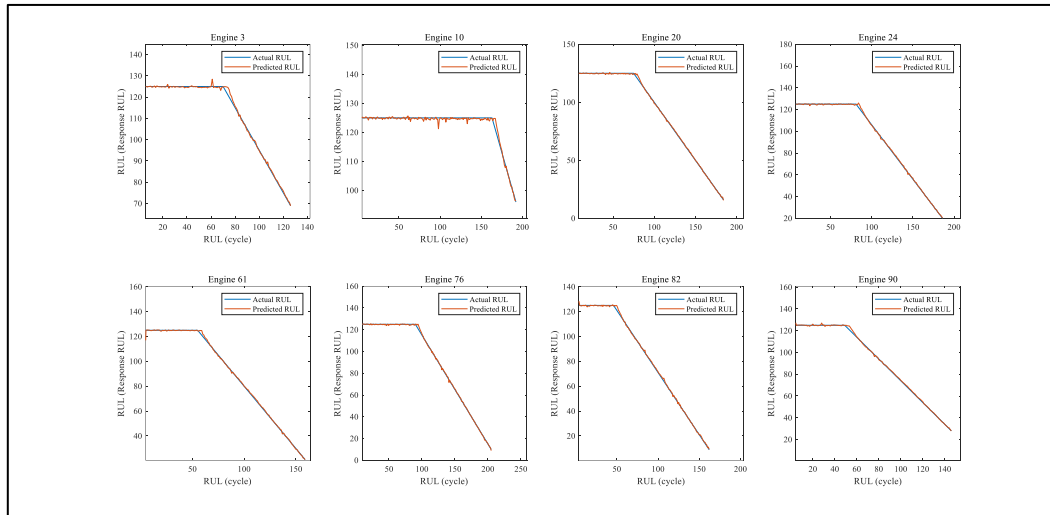 Engine 3
Engine 10
Engine 20
Engine 24
RUL (Response RUL)
140
130
120
110
100
90
80
70
20 40 60 80 100 120 140
RUL (cycle)
Actual RUL
Predicted RUL
RUL (Response RUL)
150
140
130
120
110
100
50 100 150 200
RUL (cycle)
Actual RUL
Predicted RUL
RUL (Response RUL)
150
100
50
0
50 100 150 200
RUL (cycle)
Actual RUL
Predicted RUL
RUL (Response RUL)
180
160
140
120
100
80
60
40
20
50 100 150 200
RUL (cycle)
Actual RUL
Predicted RUL
Engine 61
Engine 76
Engine 82
Engine 90
RUL (Response RUL)
160
140
120
100
80
60
40
50 100 150
RUL (cycle)
Actual RUL
Predicted RUL
RUL (Response RUL)
160
140
120
100
80
60
40
20
0
50 100 150 200 250
RUL (cycle)
Actual RUL
Predicted RUL
RUL (Response RUL)
140
120
100
80
60
40
20
50 100 150 200
RUL (cycle)
Actual RUL
Predicted RUL
RUL (Response RUL)
160
140
120
100
80
60
40
20
20 40 60 80 100 120 140
RUL (cycle)
Actual RUL
Predicted RUL